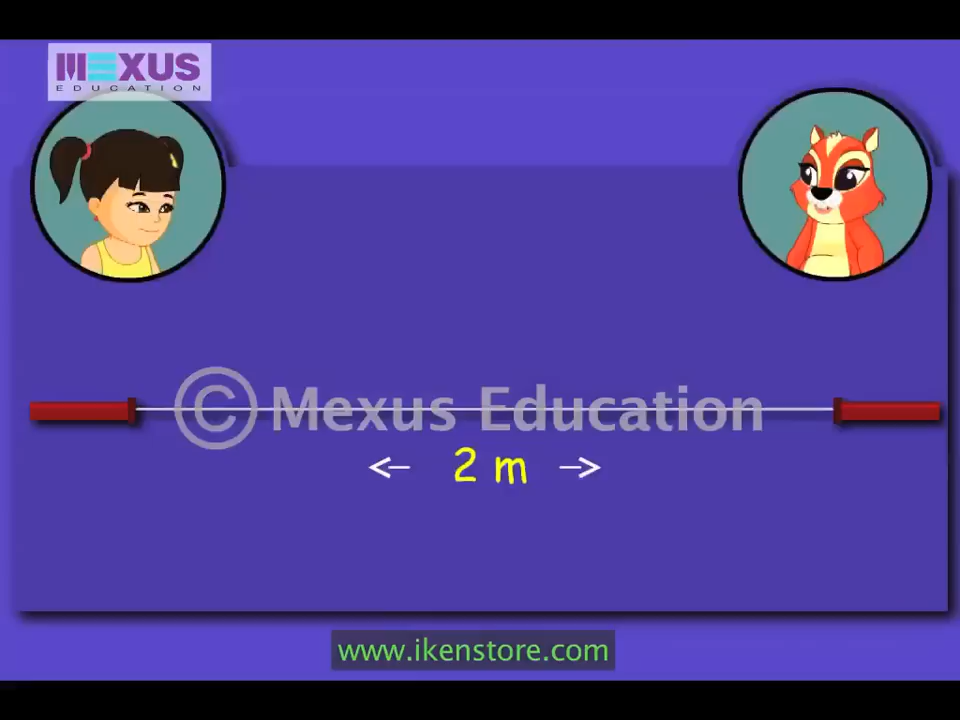 MEXUS
EDUCATION
© Mexus Education
<- 2 m ->
www.ikenstore.com